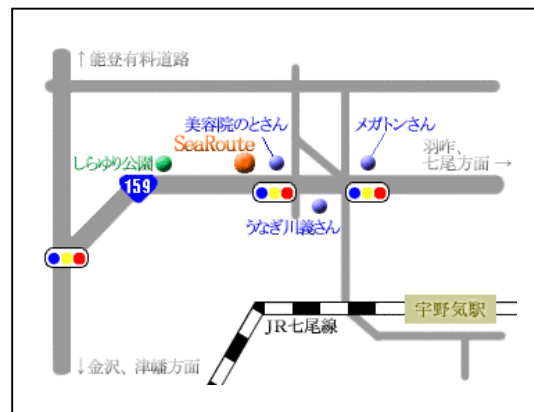 ↑能登有料道路
美容院のとさん
メガトンさん
SeaRoute
しらゆり公園
羽咋、
七尾方面 →
159
うなぎ川義さん
宇野気駅
JR七尾線
↓金沢、津幡方面